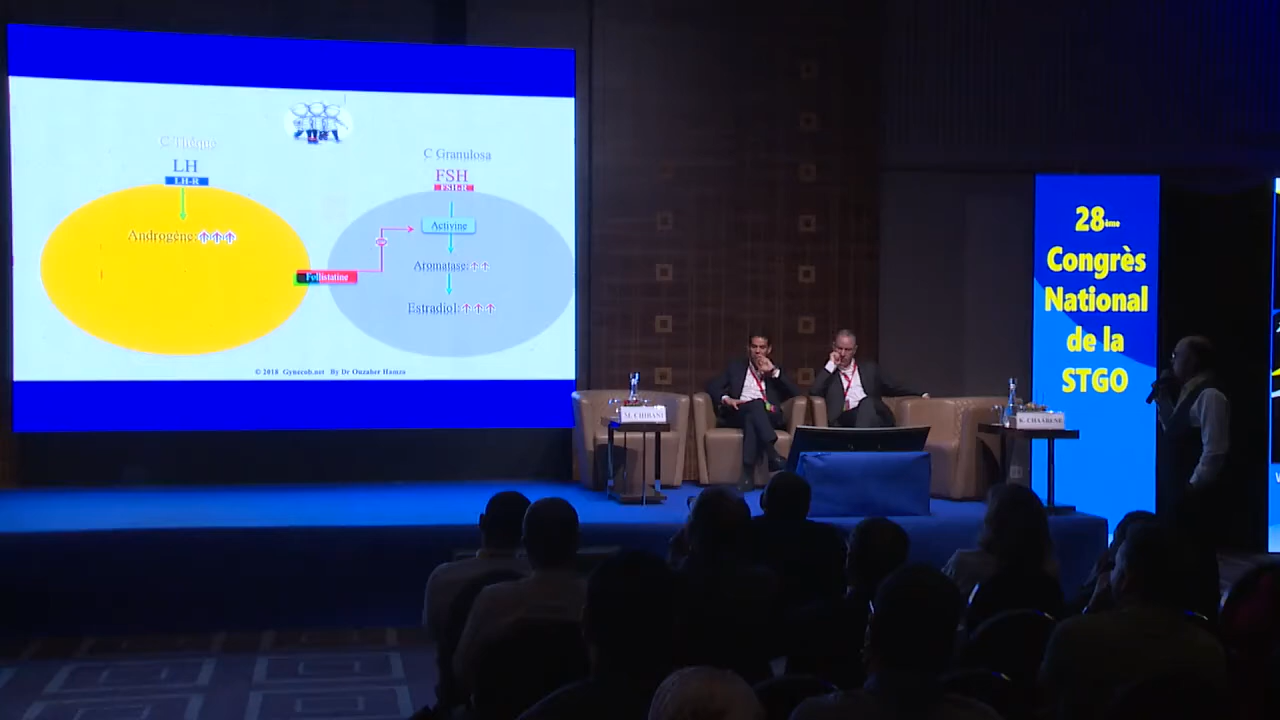 C Thèque
LH
LH-R
Androgène:
Follistatine
C Granulosa
FSH
FSH-R
Activine
Aromatase:
Estradiol:
© 2018 Gynecob.net By Dr Ouzaher Hamza
M. CHIBANI
K. CHAABENE
28ème
Congrès
National
de la
STGO